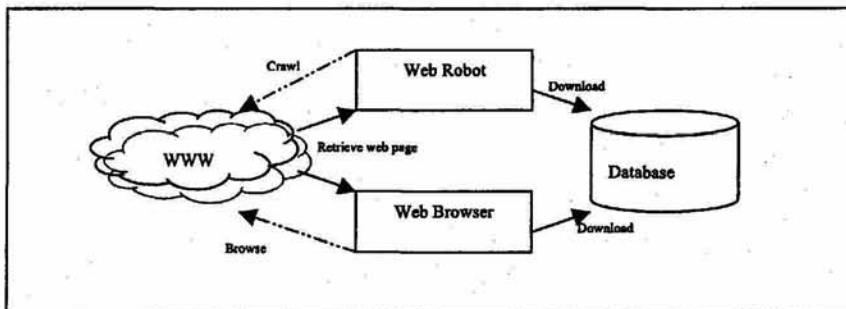 Crawl
Web Robot
Download
WWW
Retrieve web page
Database
Web Browser
Download
Browse